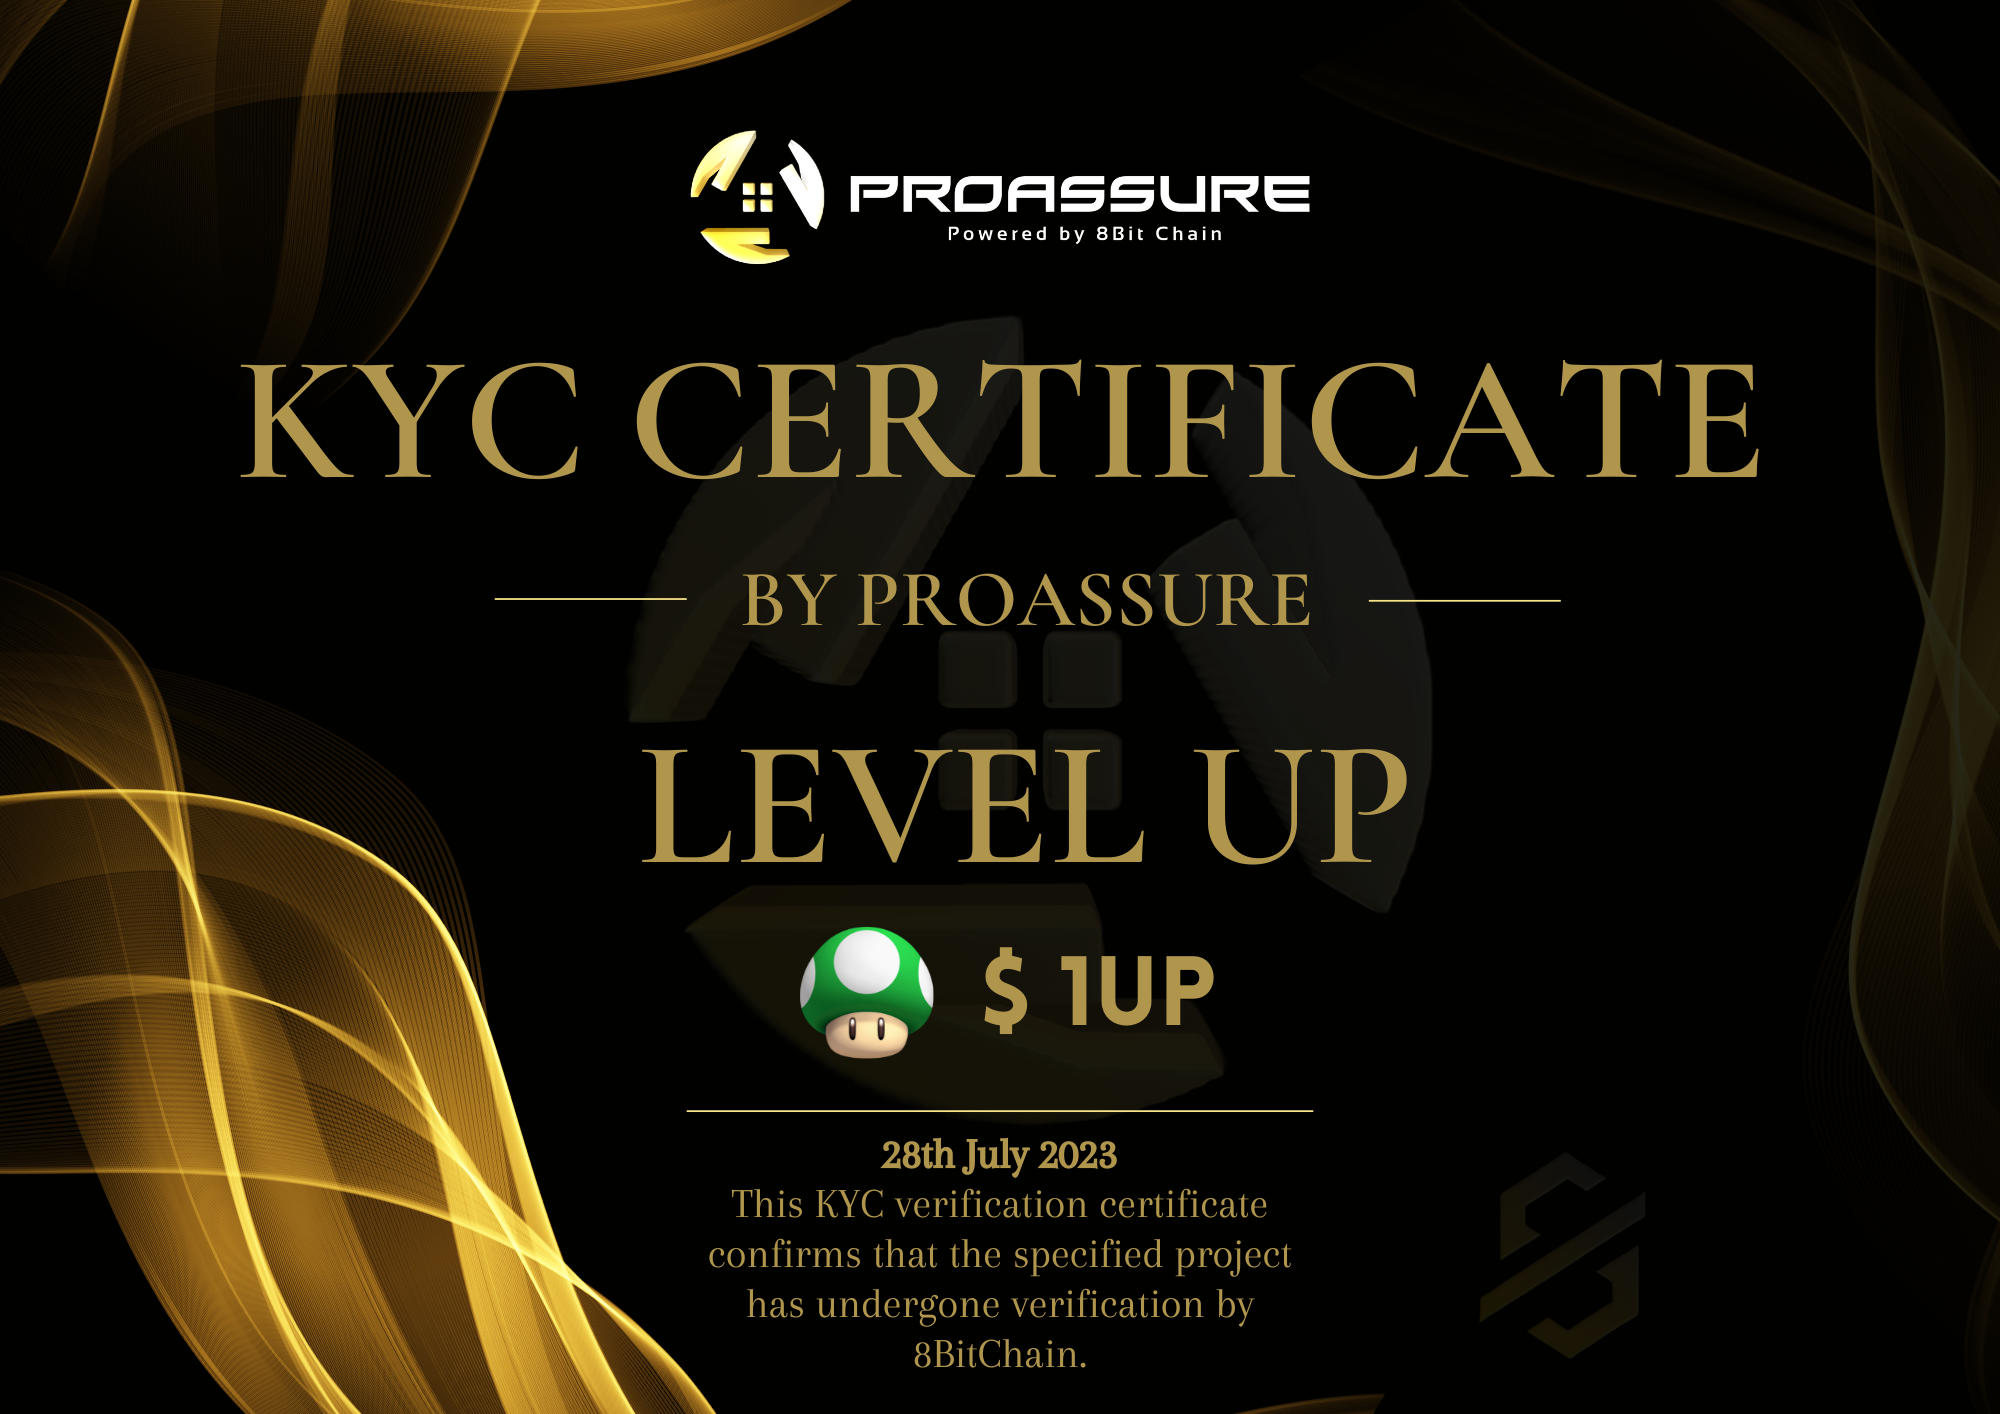 PROASSURE
Powered by 8Bit Chain
KYC CERTIFICATE
BY PROASSURE
LEVEL UP
$ 1UP
28th July 2023
This KYC verification certificate
confirms that the specified project
has undergone verification by
8BitChain.